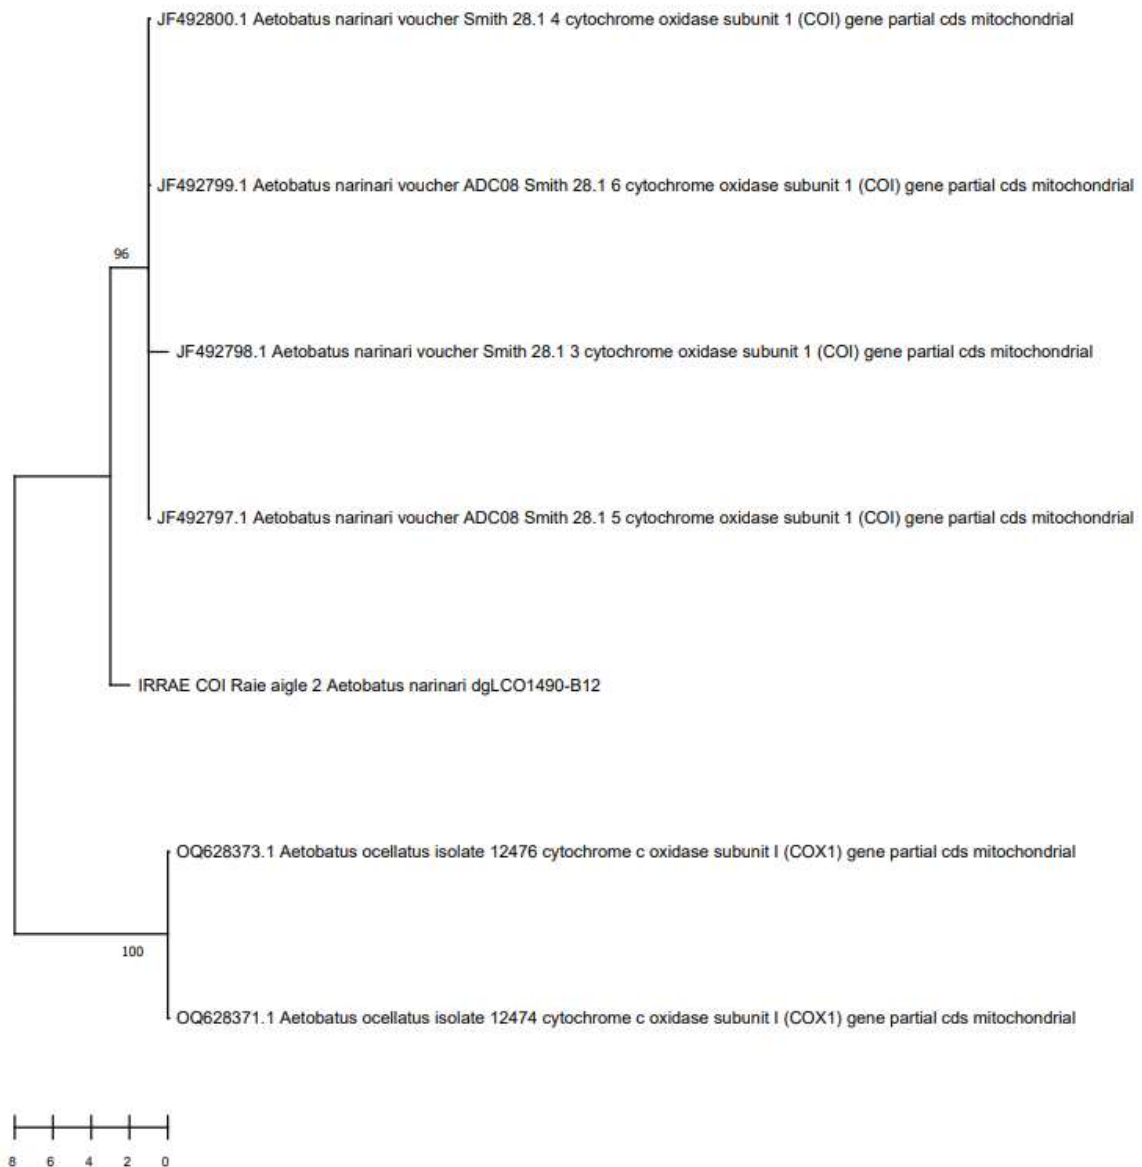 JF492800.1 Aetobatus narinari voucher Smith 28.1 4 cytochrome oxidase subunit 1 (COI) gene partial cds mitochondrial
JF492799.1 Aetobatus narinari voucher ADC08 Smith 28.1 6 cytochrome oxidase subunit 1 (COI) gene partial cds mitochondrial
96
JF492798.1 Aetobatus narinari voucher Smith 28.1 3 cytochrome oxidase subunit 1 (COI) gene partial cds mitochondrial
JF492797.1 Aetobatus narinari voucher ADC08 Smith 28.1 5 cytochrome oxidase subunit 1 (COI) gene partial cds mitochondrial
IRRAE COI Raie aigle 2 Aetobatus narinari dgLCO1490-B12
OQ628373.1 Aetobatus ocellatus isolate 12476 cytochrome c oxidase subunit I (COX1) gene partial cds mitochondrial
100
OQ628371.1 Aetobatus ocellatus isolate 12474 cytochrome c oxidase subunit I (COX1) gene partial cds mitochondrial
8 6 4 2 0